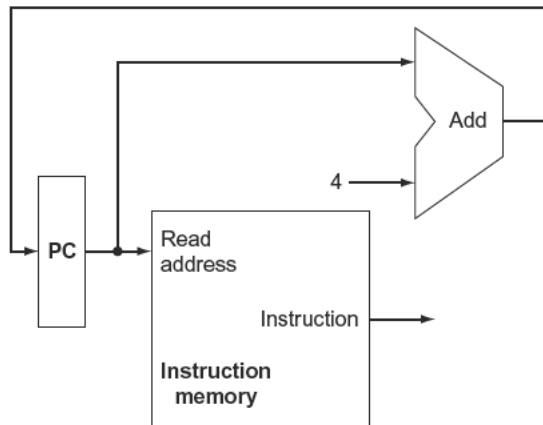 Add
4
PC
Read
address
Instruction
Instruction
memory